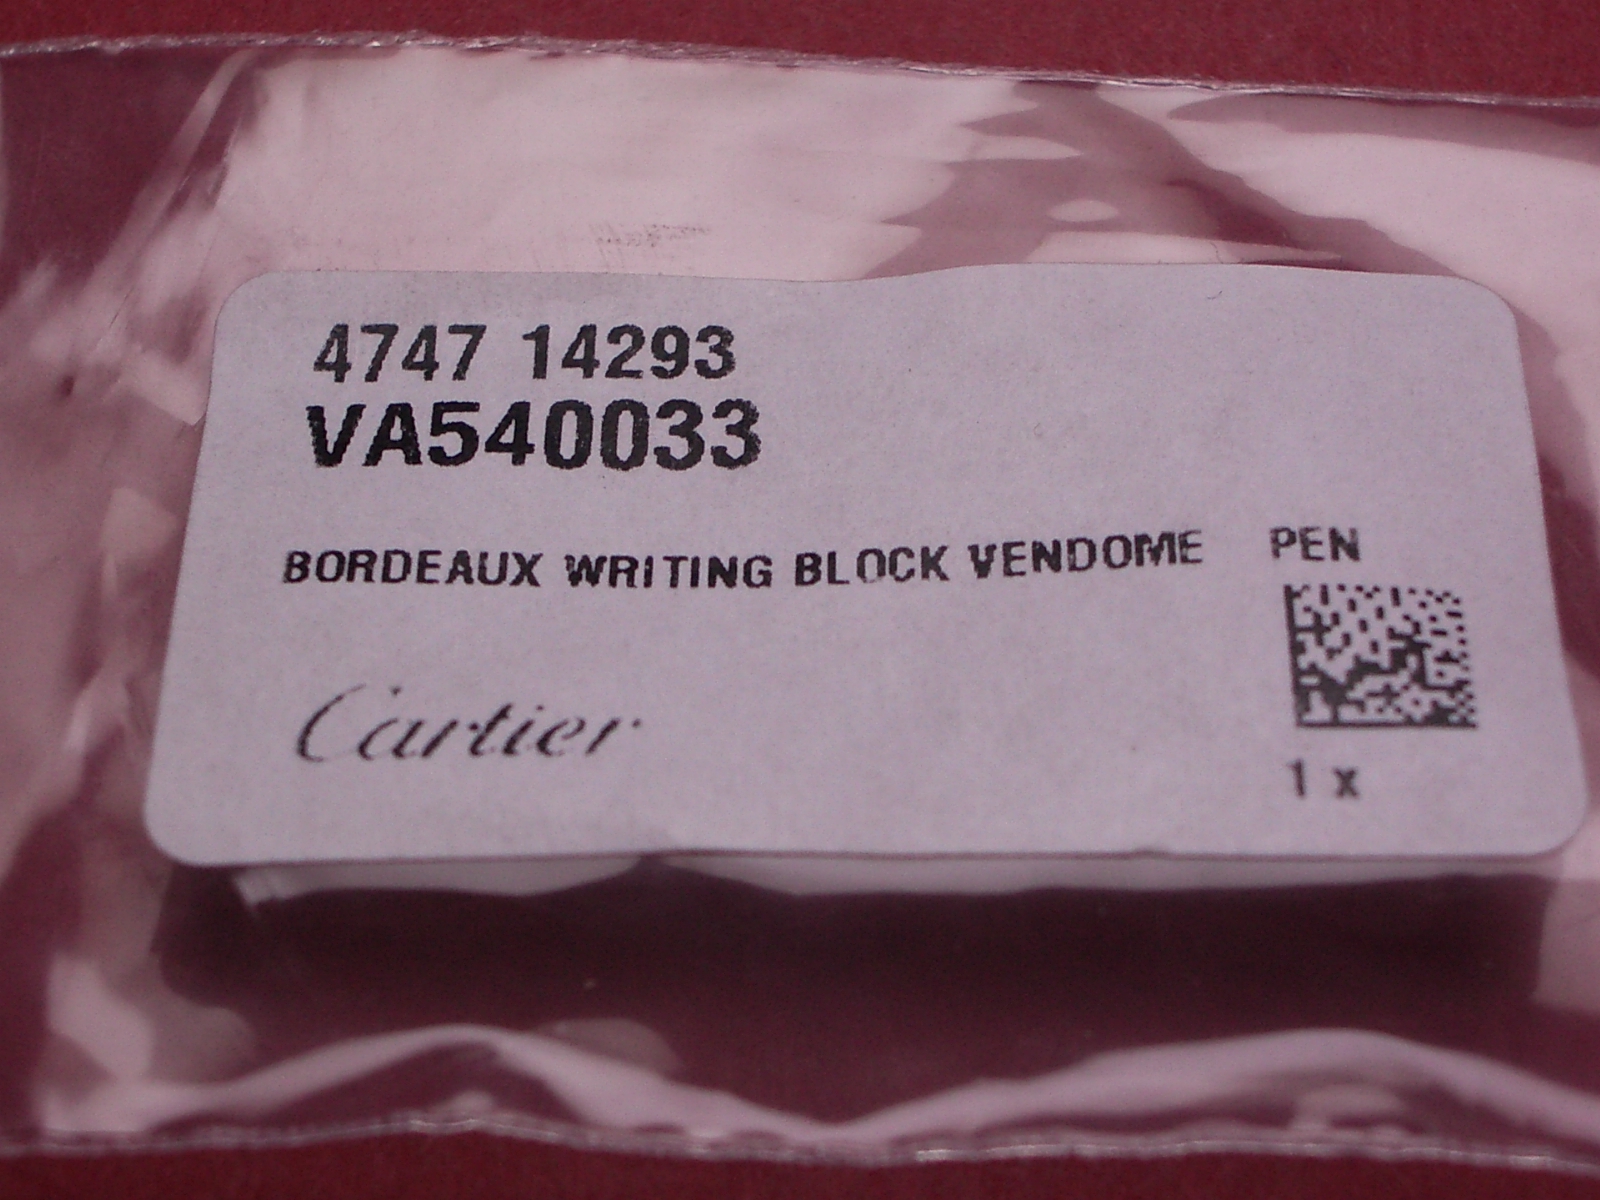 4747 14293
VA540033
BORDEAUX WRITING BLOCK VENDOME PEN
Cartier
1 x